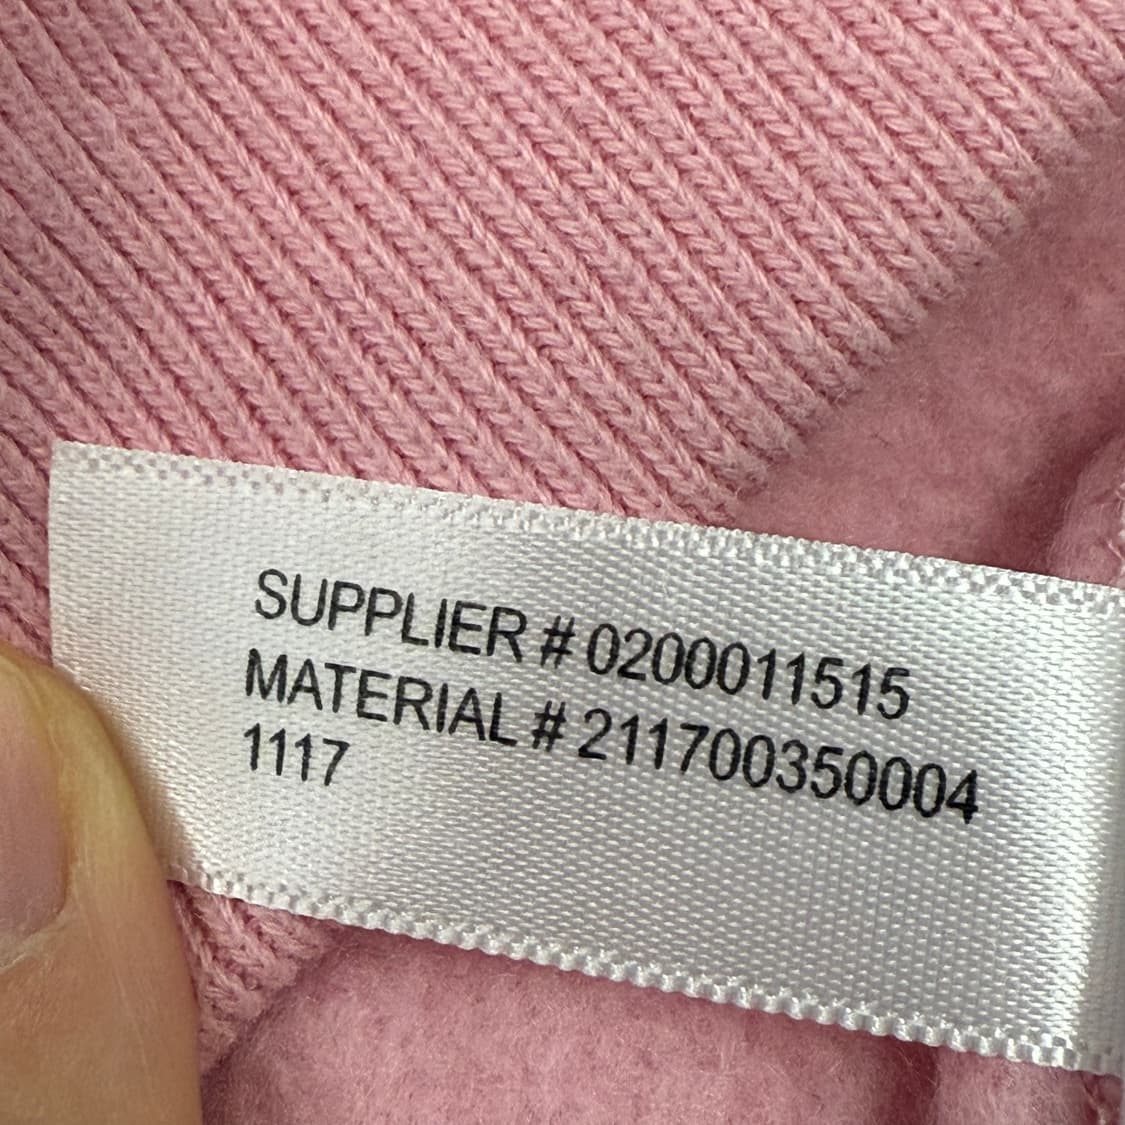 SUPPLIER # 0200011515
MATERIAL # 211700350004
1117